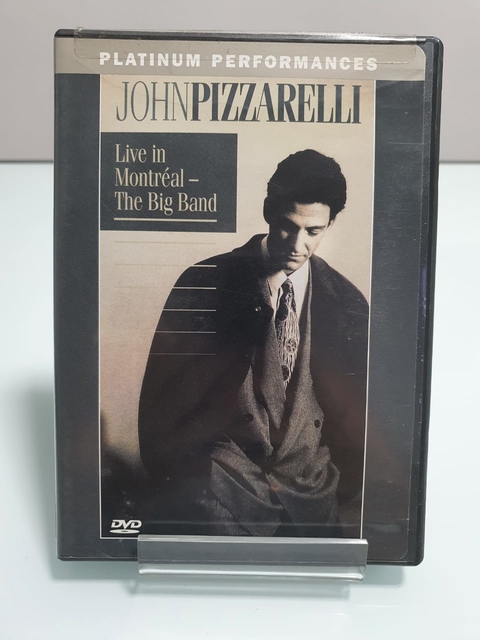 PLATINUM PERFORMANCES
JOHNPIZZARELLI
Live in
Montréal –
The Big Band
DVD